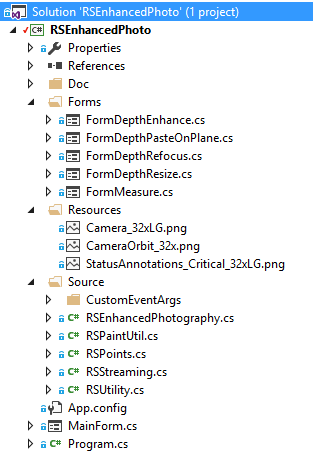 Solution 'RSEnhancedPhoto' (1 project)
C# RSEnhancedPhoto
Properties
References
Doc
Forms
FormDepthEnhance.cs
FormDepthPasteOnPlane.cs
FormDepthRefocus.cs
FormDepthResize.cs
FormMeasure.cs
Resources
Camera_32xLG.png
CameraOrbit_32x.png
StatusAnnotations_Critical_32xLG.png
Source
CustomEventArgs
C# RSEnhancedPhotography.cs
C# RSPaintUtil.cs
C# RSPoints.cs
C# RSStreaming.cs
C# RSUtility.cs
App.config
MainForm.cs
C# Program.cs